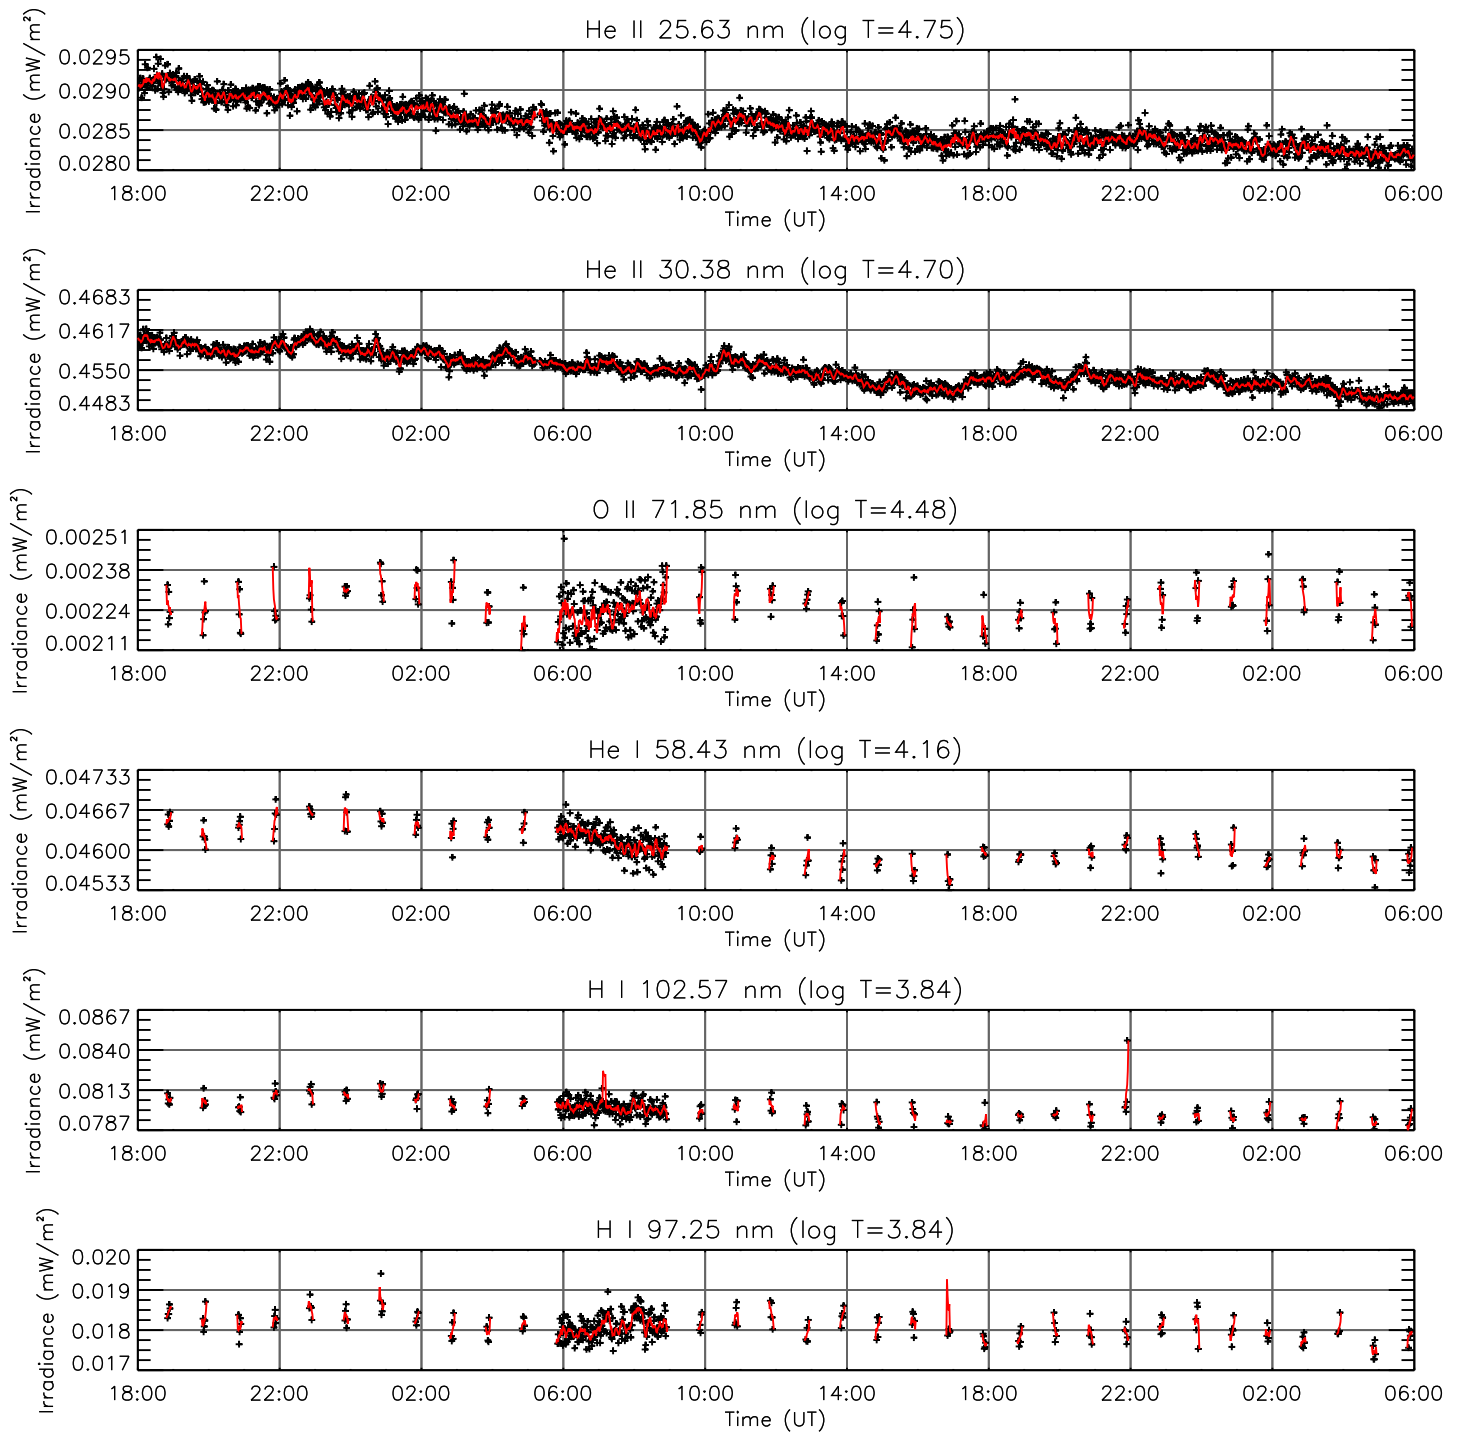 He II 25.63 nm (log T=4.75)
Irradiance (mW/m²)
0.0295
0.0290
0.0285
0.0280
18:00 22:00 02:00 06:00 10:00 14:00 18:00 22:00 02:00 06:00
Time (UT)
He II 30.38 nm (log T=4.70)
Irradiance (mW/m²)
0.4683
0.4617
0.4550
0.4483
18:00 22:00 02:00 06:00 10:00 14:00 18:00 22:00 02:00 06:00
Time (UT)
O II 71.85 nm (log T=4.48)
Irradiance (mW/m²)
0.00251
0.00238
0.00224
0.00211
18:00 22:00 02:00 06:00 10:00 14:00 18:00 22:00 02:00 06:00
Time (UT)
He I 58.43 nm (log T=4.16)
Irradiance (mW/m²)
0.04733
0.04667
0.04600
0.04533
18:00 22:00 02:00 06:00 10:00 14:00 18:00 22:00 02:00 06:00
Time (UT)
H I 102.57 nm (log T=3.84)
Irradiance (mW/m²)
0.0867
0.0840
0.0813
0.0787
18:00 22:00 02:00 06:00 10:00 14:00 18:00 22:00 02:00 06:00
Time (UT)
H I 97.25 nm (log T=3.84)
Irradiance (mW/m²)
0.020
0.019
0.018
0.017
18:00 22:00 02:00 06:00 10:00 14:00 18:00 22:00 02:00 06:00
Time (UT)